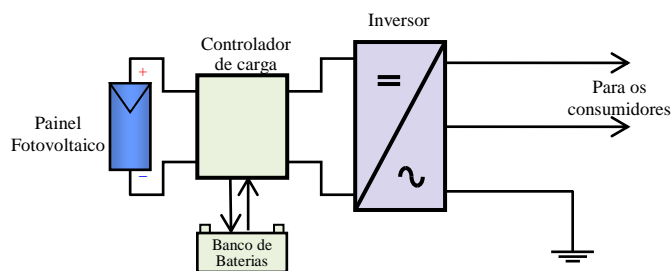 Inversor
Controlador
de carga
+
Painel
Fotovoltaico
−
=
~
Para os
consumidores
Banco de
Baterias